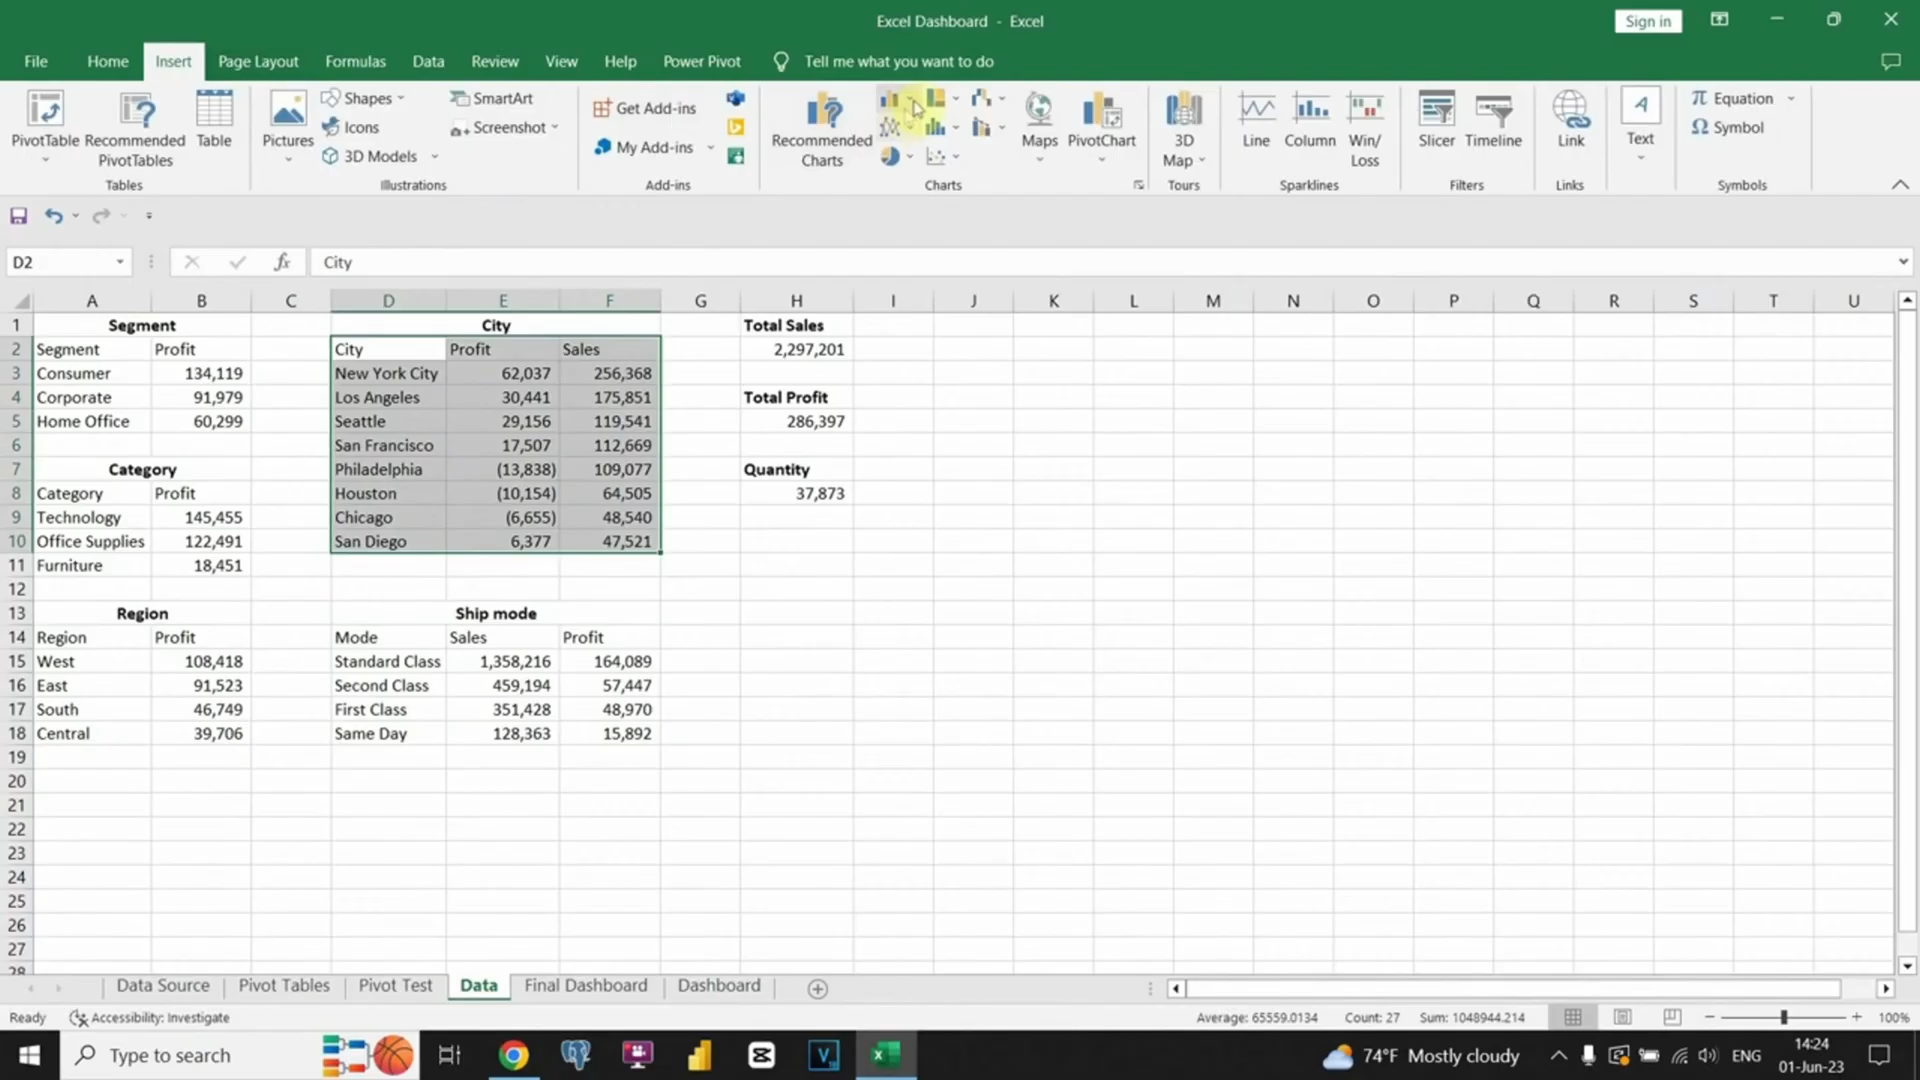 Excel Dashboard - Excel
Sign in
File Home Insert Page Layout Formulas Data Review View Help Power Pivot Tell me what you want to do
PivotTable
Recommended PivotTables
Table
Tables
Pictures
Shapes
Icons
3D Models
SmartArt
Screenshot
Illustrations
Get Add-ins
My Add-ins
Add-ins
Recommended Charts
Maps
PivotChart
Charts
3D Map
Tours
Line
Column
Win/Loss
Sparklines
Slicer
Timeline
Filters
Link
Links
A
Text
π Equation
Ω Symbol
Symbols
D2 fx City
A B C D E F G H I J K L M N O P Q R S T U
1 Segment City Total Sales
2 Segment Profit City Profit Sales 2,297,201
3 Consumer 134,119 New York City 62,037 256,368
4 Corporate 91,979 Los Angeles 30,441 175,851 Total Profit
5 Home Office 60,299 Seattle 29,156 119,541 286,397
6 San Francisco 17,507 112,669
7 Category Philadelphia (13,838) 109,077 Quantity
8 Category Profit Houston (10,154) 64,505 37,873
9 Technology 145,455 Chicago (6,655) 48,540
10 Office Supplies 122,491 San Diego 6,377 47,521
11 Furniture 18,451
12
13 Region Ship mode
14 Region Profit Mode Sales Profit
15 West 108,418 Standard Class 1,358,216 164,089
16 East 91,523 Second Class 459,194 57,447
17 South 46,749 First Class 351,428 48,970
18 Central 39,706 Same Day 128,363 15,892
19
20
21
22
23
24
25
26
27
28
Data Source Pivot Tables Pivot Test Data Final Dashboard Dashboard
Ready Accessibility: Investigate Average: 65559.0134 Count: 27 Sum: 1048944.214 100%
Type to search 74°F Mostly cloudy ENG 14:24
01-Jun-23